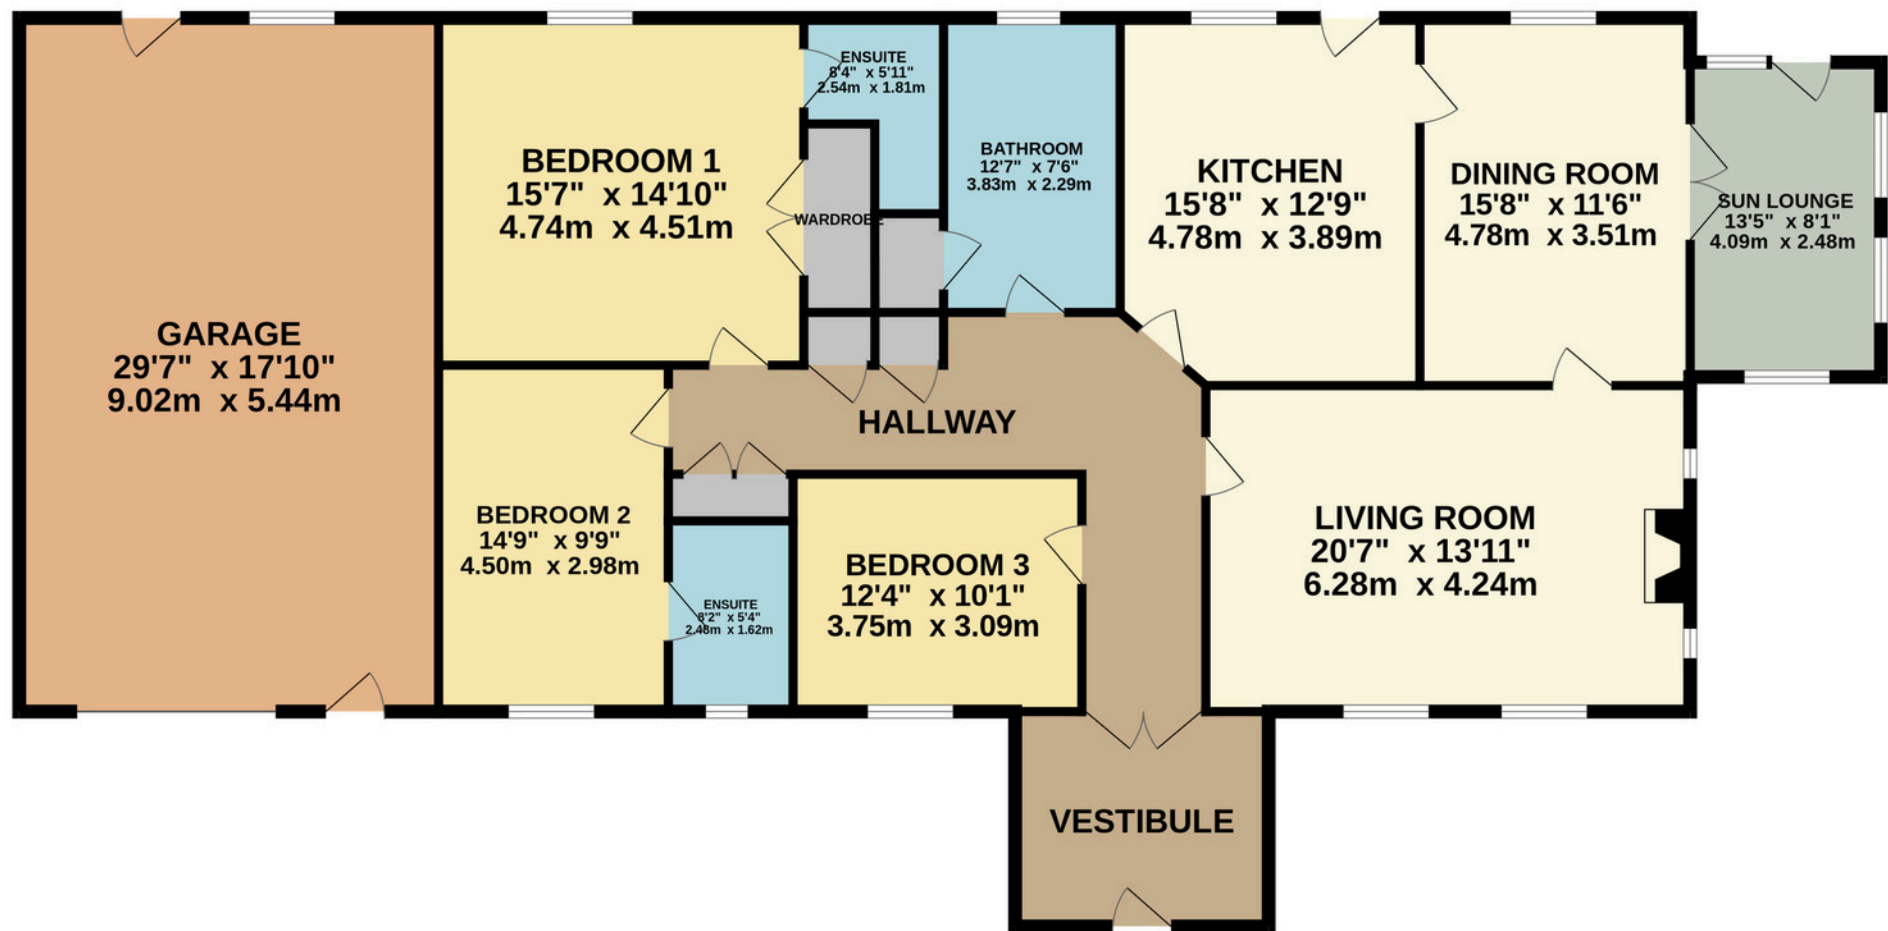 GARAGE
29'7" x 17'10"
9.02m x 5.44m
BEDROOM 1
15'7" x 14'10"
4.74m x 4.51m
ENSUITE
8'4" x 5'11"
2.54m x 1.81m
WARDROBE
BATHROOM
12'7" x 7'6"
3.83m x 2.29m
KITCHEN
15'8" x 12'9"
4.78m x 3.89m
DINING ROOM
15'8" x 11'6"
4.78m x 3.51m
SUN LOUNGE
13'5" x 8'1"
4.09m x 2.48m
HALLWAY
BEDROOM 2
14'9" x 9'9"
4.50m x 2.98m
ENSUITE
8'2" x 5'4"
2.48m x 1.62m
BEDROOM 3
12'4" x 10'1"
3.75m x 3.09m
LIVING ROOM
20'7" x 13'11"
6.28m x 4.24m
VESTIBULE